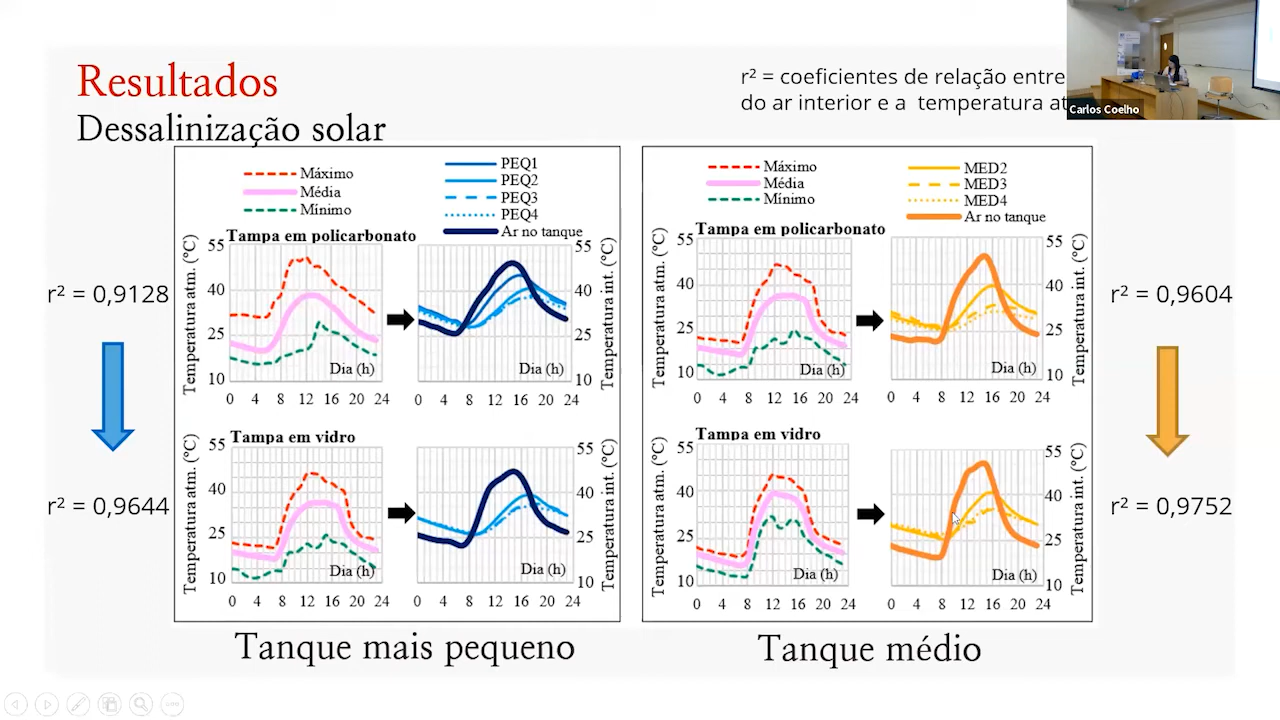 Resultados
Dessalinização solar
r² = coeficientes de relação entre
do ar interior e a temperatura
Carlos Coelho
r² = 0,9128
r² = 0,9644
Máximo
Média
Mínimo
PEQ1
PEQ2
PEQ3
PEQ4
Ar no tanque
Tampa em policarbonato
Temperatura atm. (°C)
55
40
25
10
Dia (h)
0 4 8 12 16 20 24
Temperatura int. (°C)
55
40
25
10
Dia (h)
0 4 8 12 16 20 24
Tampa em vidro
Temperatura atm. (°C)
55
40
25
10
Dia (h)
0 4 8 12 16 20 24
Temperatura int. (°C)
55
40
25
10
Dia (h)
0 4 8 12 16 20 24
Tanque mais pequeno
Máximo
Média
Mínimo
MED2
MED3
MED4
Ar no tanque
Tampa em policarbonato
Temperatura atm. (°C)
55
40
25
10
Dia (h)
0 4 8 12 16 20 24
Temperatura int. (°C)
55
40
25
10
Dia (h)
0 4 8 12 16 20 24
Tampa em vidro
Temperatura atm. (°C)
55
40
25
10
Dia (h)
0 4 8 12 16 20 24
Temperatura int. (°C)
55
40
25
10
Dia (h)
0 4 8 12 16 20 24
Tanque médio
r² = 0,9604
r² = 0,9752